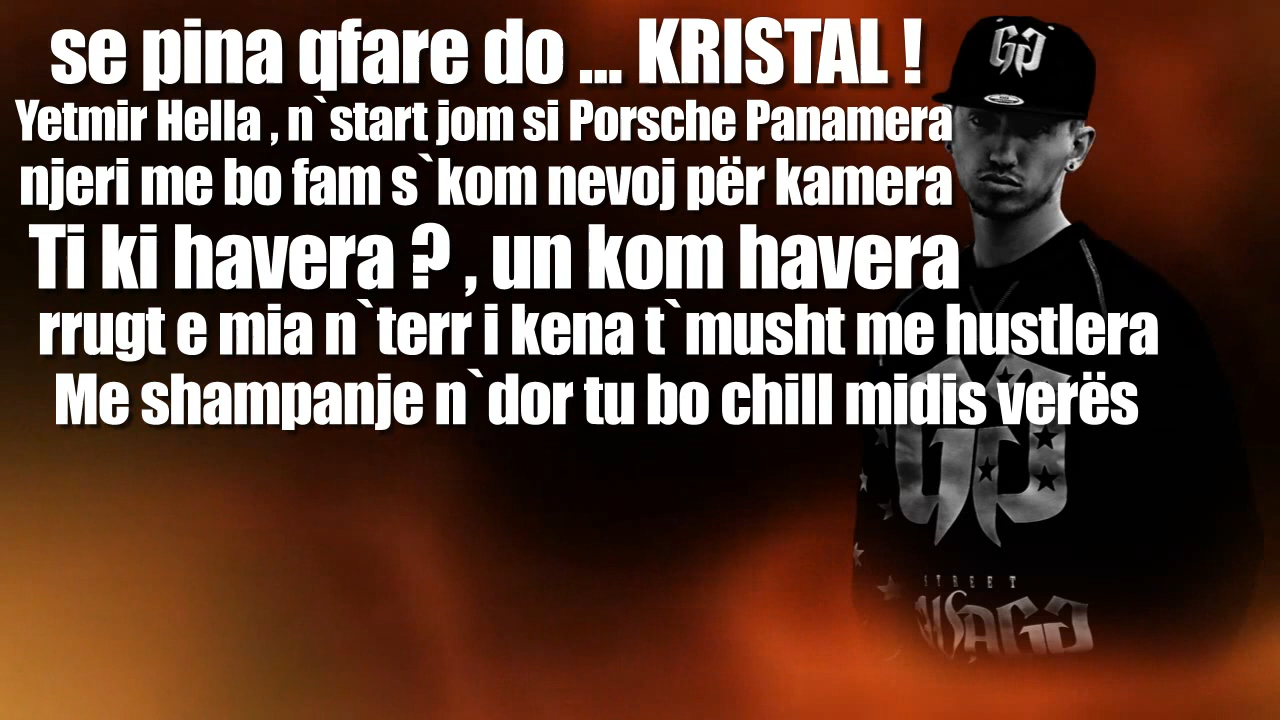 se pina qfare do ... KRISTAL !
Yetmir Hella , n`start jom si Porsche Panamera
njeri me bo fam s`kom nevoj për kamera
Ti ki havera ? , un kom havera
rrugt e mia n`terr i kena t`musht me hustlera
Me shampanje n`dor tu bo chill midis verës
STREET